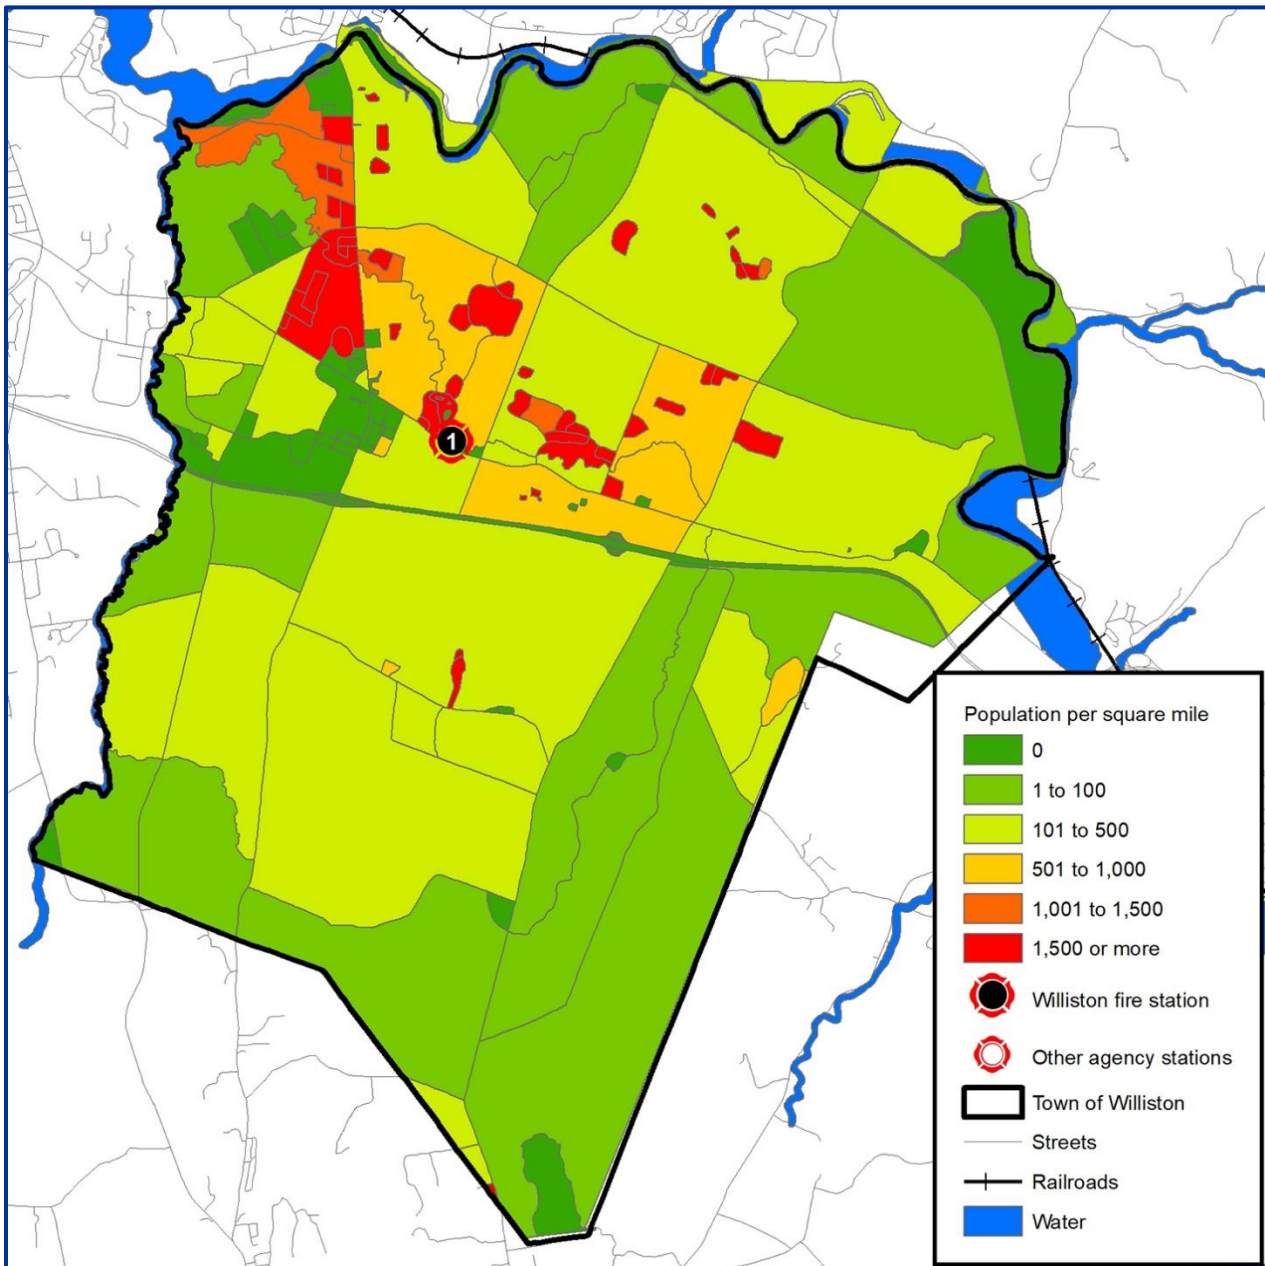 1
Population per square mile
0
1 to 100
101 to 500
501 to 1,000
1,001 to 1,500
1,500 or more
Williston fire station
Other agency stations
Town of Williston
Streets
Railroads
Water